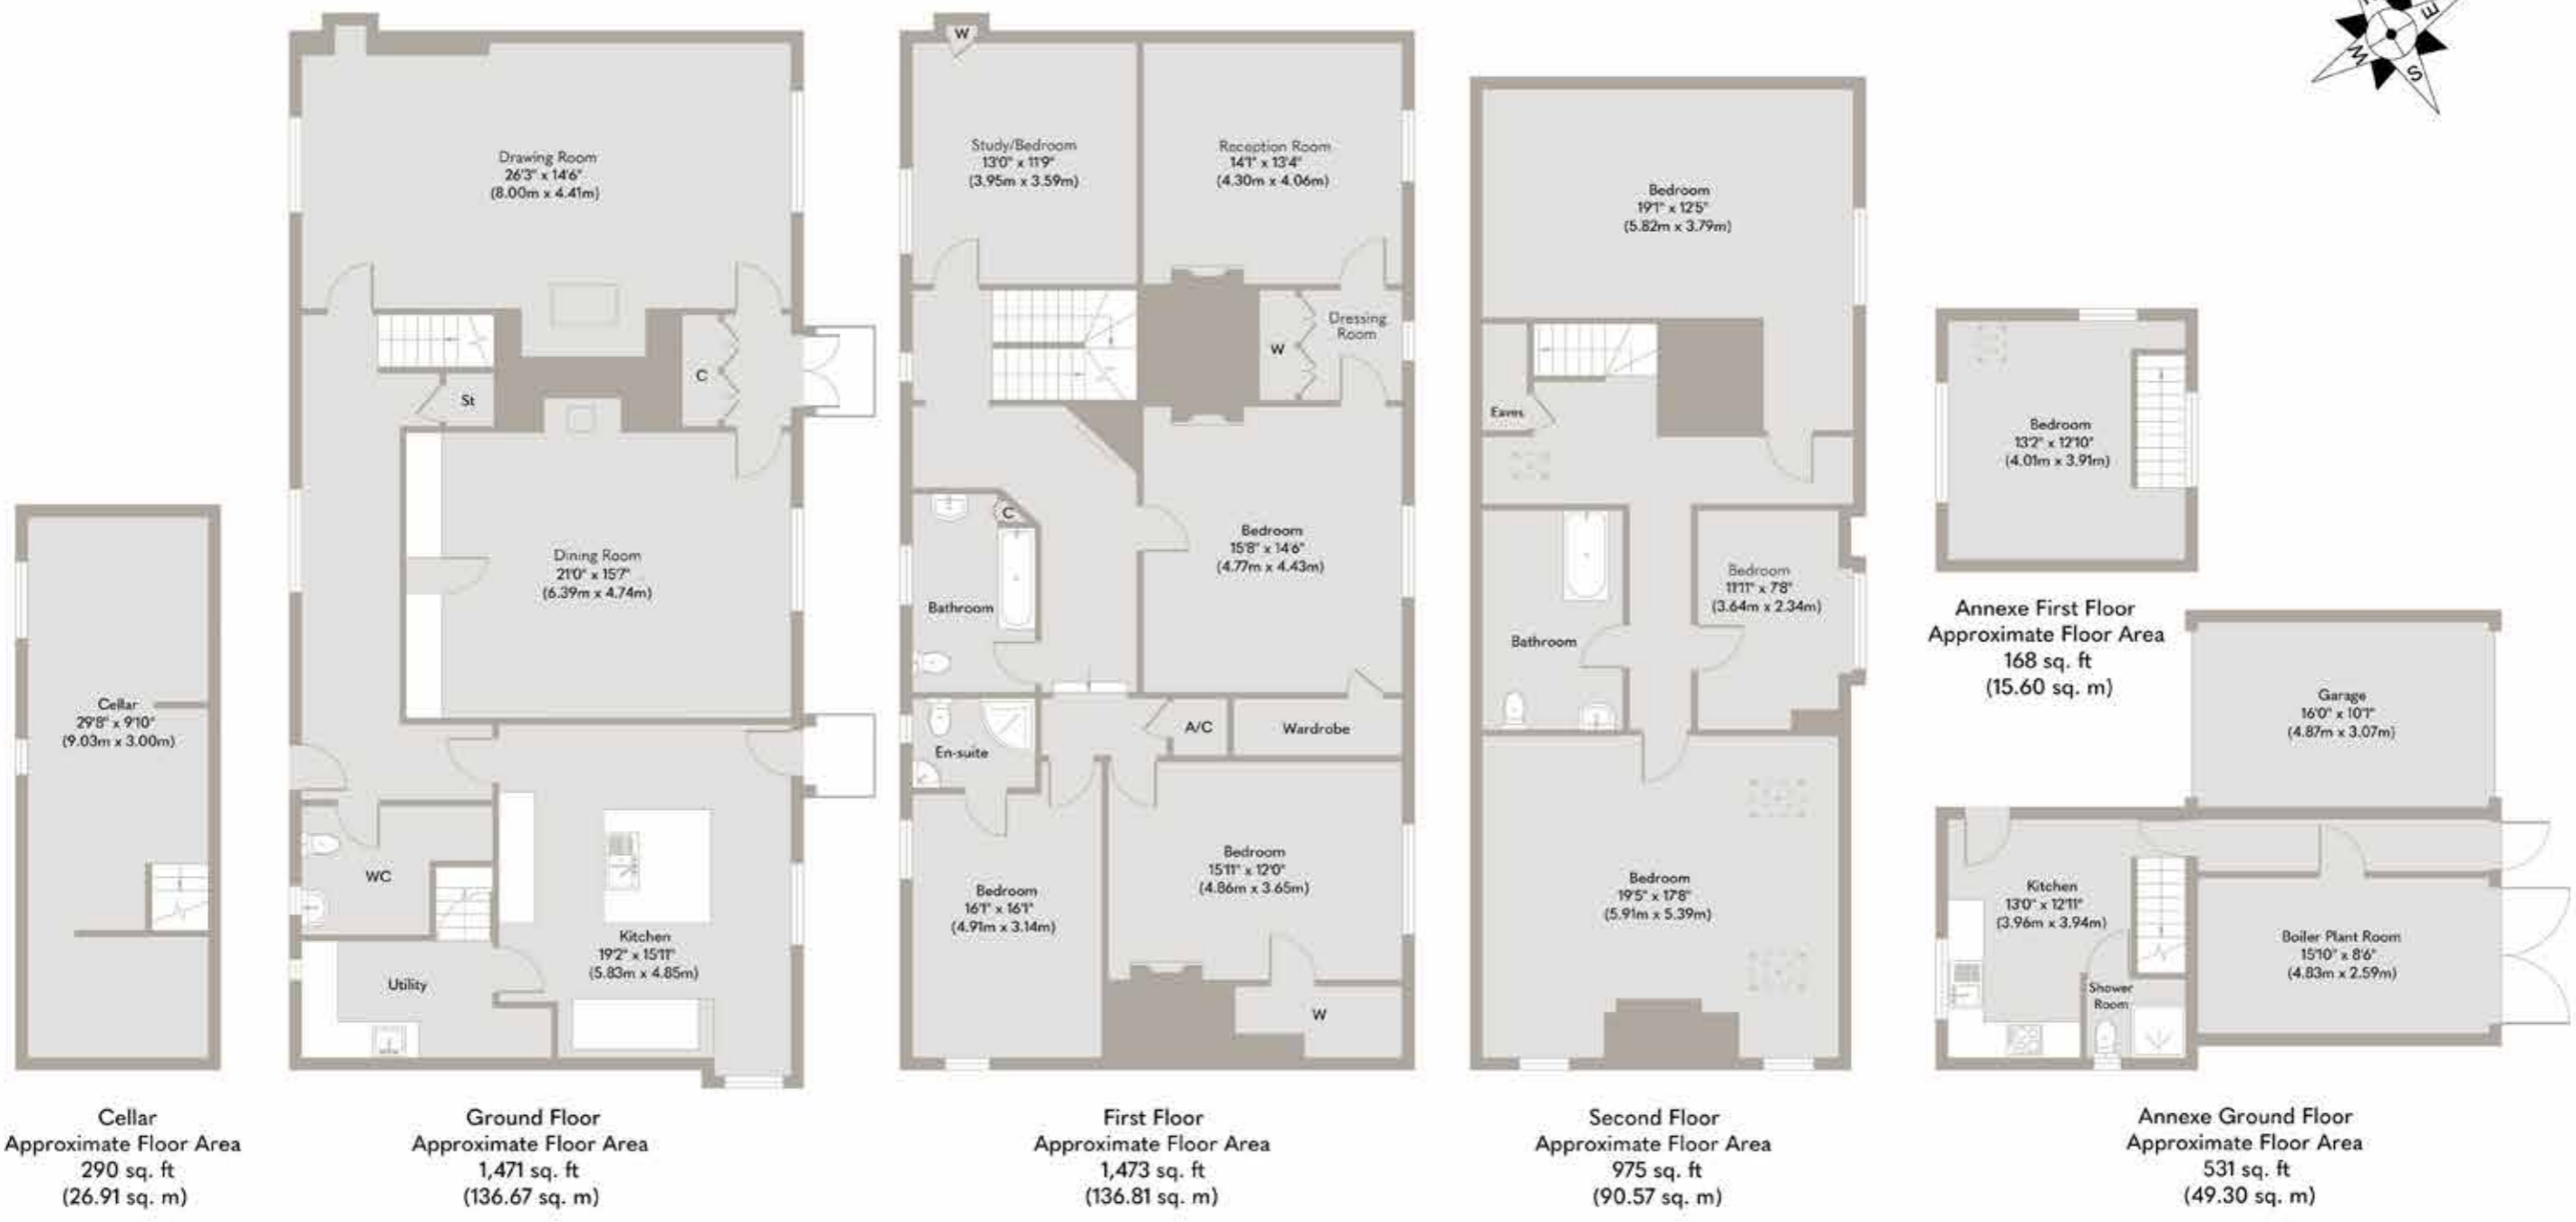 Cellar
29'8" x 9'10"
(9.03m x 3.00m)
Cellar
Approximate Floor Area
290 sq. ft
(26.91 sq. m)
Drawing Room
26'3" x 14'6"
(8.00m x 4.41m)
St
C
Dining Room
21'0" x 15'7"
(6.39m x 4.74m)
WC
Kitchen
19'2" x 15'11"
(5.83m x 4.85m)
Utility
Ground Floor
Approximate Floor Area
1,471 sq. ft
(136.67 sq. m)
W
Study/Bedroom
13'0" x 11'9"
(3.95m x 3.59m)
Reception Room
14'1" x 13'4"
(4.30m x 4.06m)
Dressing
Room
W
C
Bedroom
15'8" x 14'6"
(4.77m x 4.43m)
Bathroom
En-suite
A/C
Wardrobe
Bedroom
16'1" x 16'1"
(4.91m x 3.14m)
Bedroom
15'11" x 12'0"
(4.86m x 3.65m)
W
First Floor
Approximate Floor Area
1,473 sq. ft
(136.81 sq. m)
Bedroom
19'1" x 12'5"
(5.82m x 3.79m)
Eaves
Bedroom
11'11" x 7'8"
(3.64m x 2.34m)
Bathroom
Bedroom
19'5" x 17'8"
(5.91m x 5.39m)
Second Floor
Approximate Floor Area
975 sq. ft
(90.57 sq. m)
E
W
S
Bedroom
13'2" x 12'10"
(4.01m x 3.91m)
Annexe First Floor
Approximate Floor Area
168 sq. ft
(15.60 sq. m)
Garage
16'0" x 10'1"
(4.87m x 3.07m)
Kitchen
13'0" x 12'11"
(3.96m x 3.94m)
Boiler Plant Room
15'10" x 8'6"
(4.83m x 2.59m)
Shower
Room
Annexe Ground Floor
Approximate Floor Area
531 sq. ft
(49.30 sq. m)